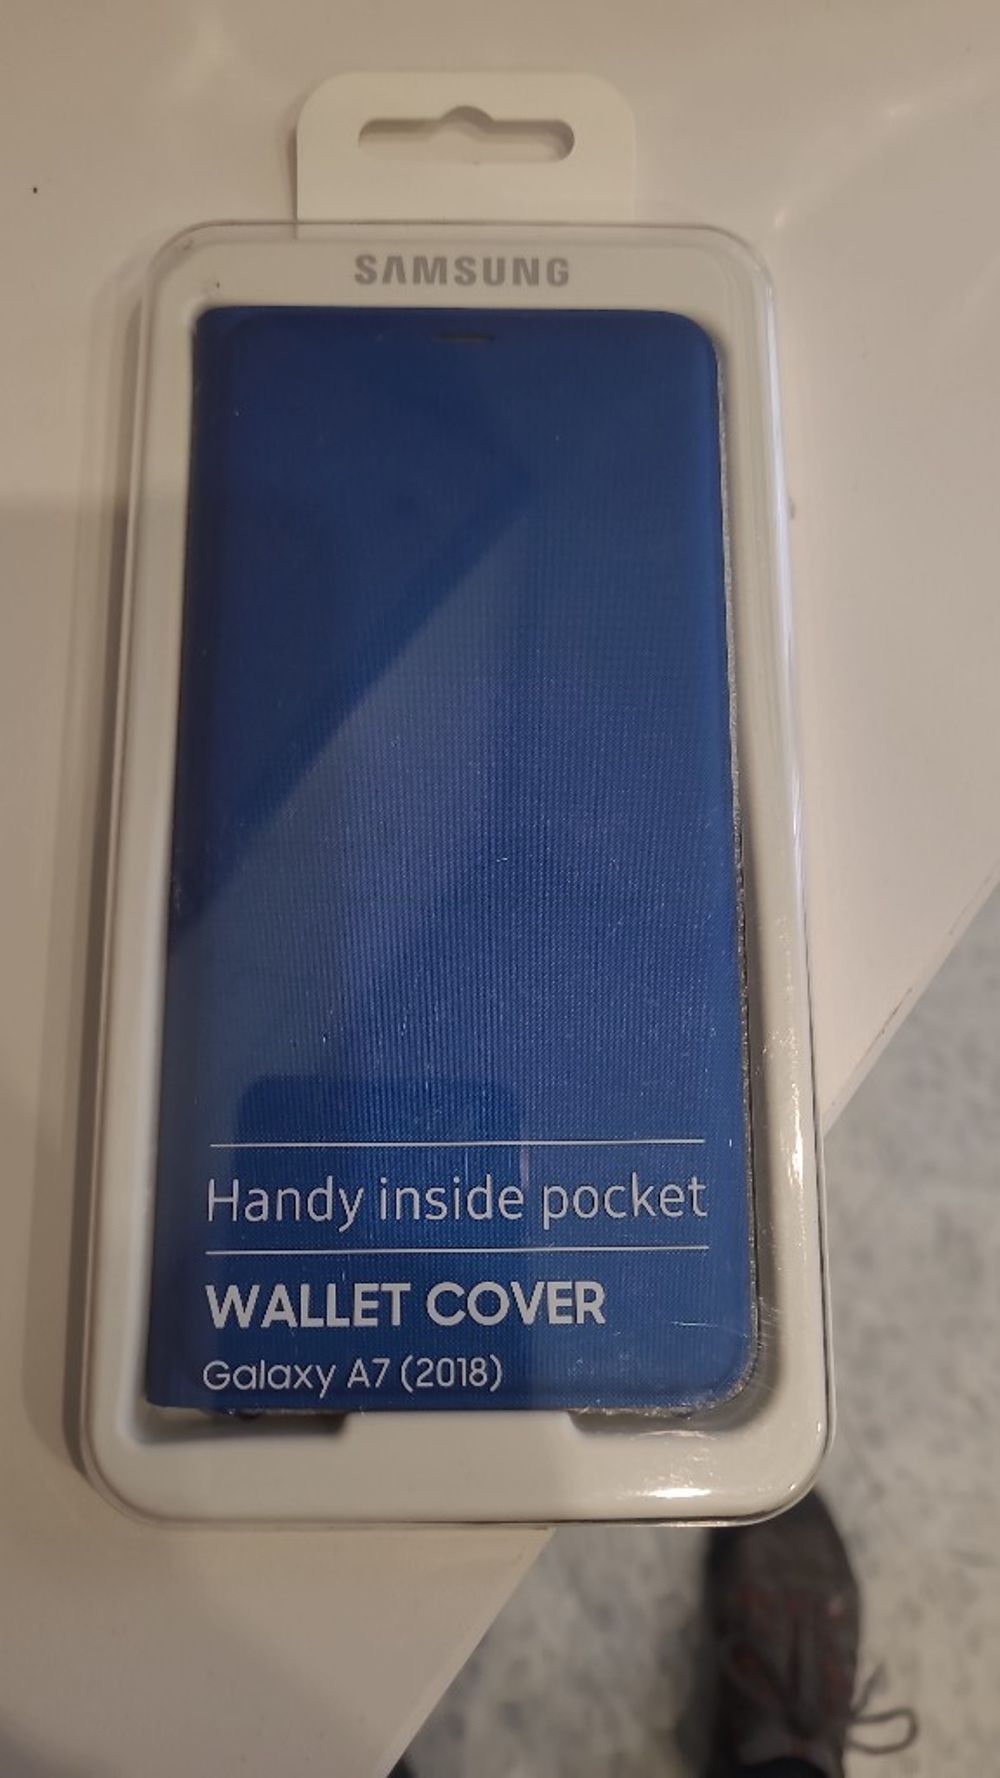 SAMSUNG
Handy inside pocket
WALLET COVER
Galaxy A7 (2018)